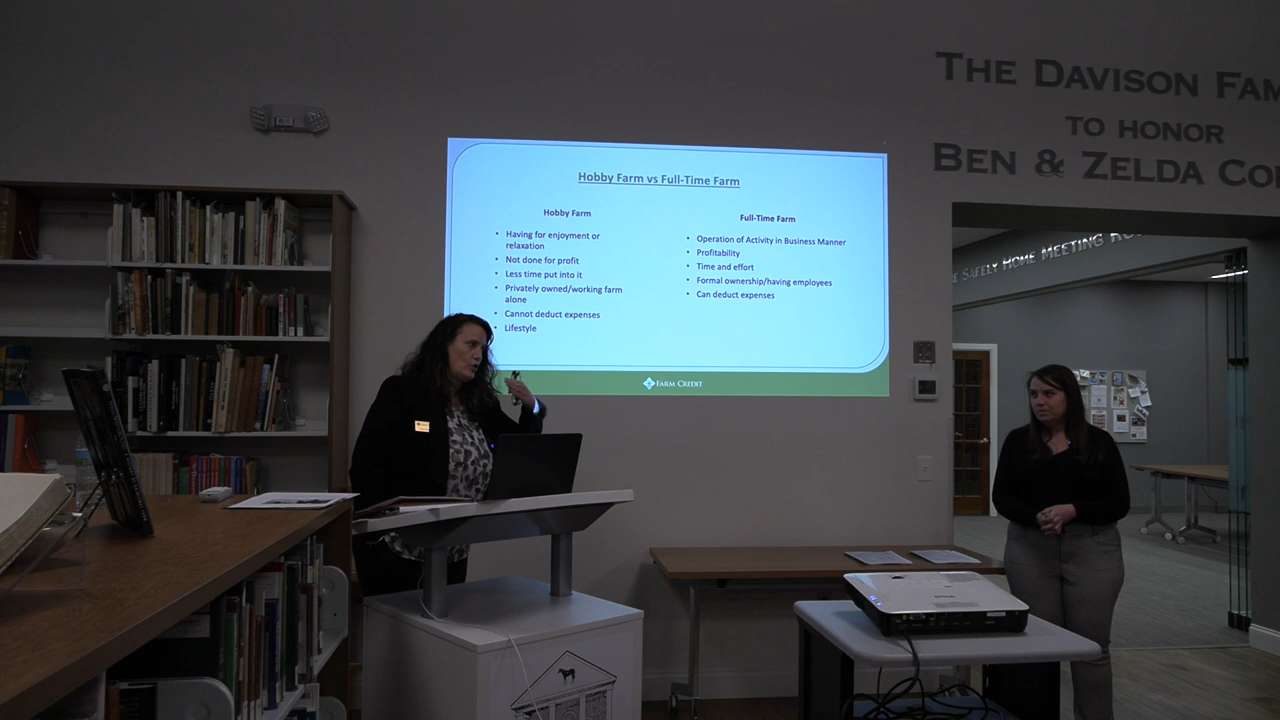 THE DAVISON FAM
TO HONOR
BEN & ZELDA CO
SAFELY HOME MEETING RO
Hobby Farm vs Full-Time Farm
Hobby Farm
• Having for enjoyment or
relaxation
• Not done for profit
• Less time put into it
• Privately owned/working farm
alone
• Cannot deduct expenses
• Lifestyle
Full-Time Farm
• Operation of Activity in Business Manner
• Profitability
• Time and effort
• Formal ownership/having employees
• Can deduct expenses
FARM CREDIT
EPSON